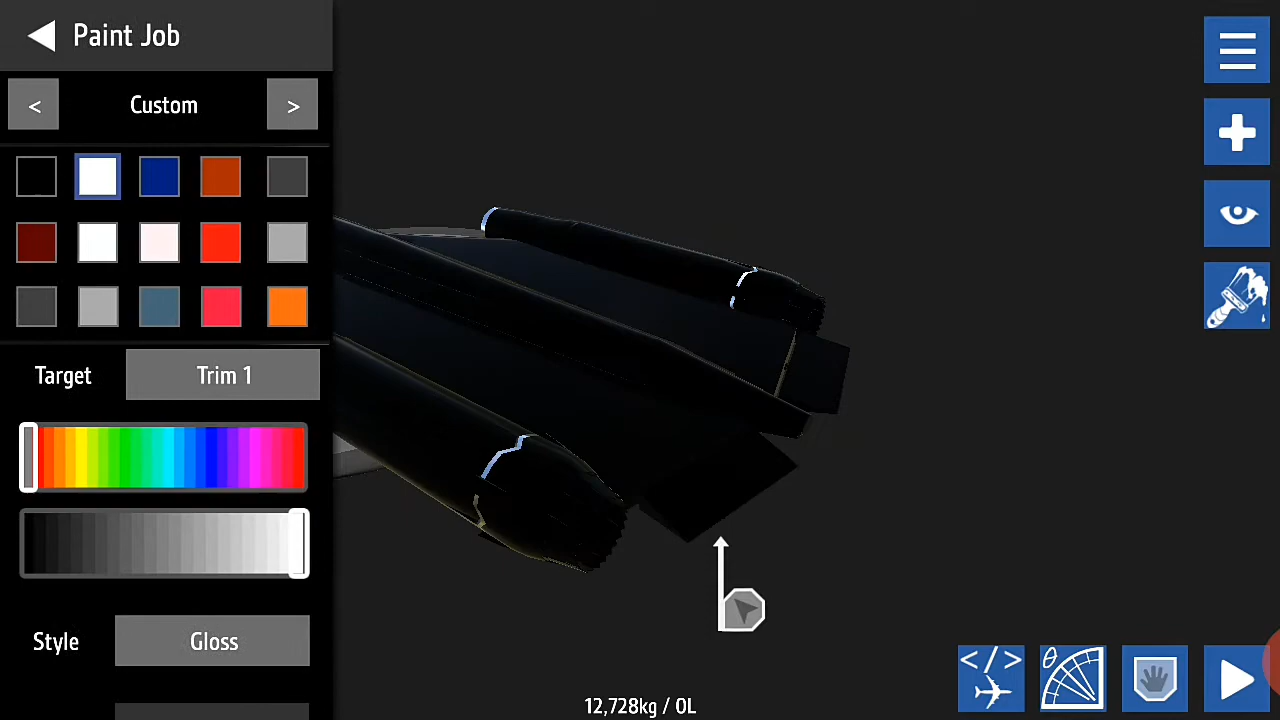 Paint Job
< Custom >
Target Trim 1
Style Gloss
12,728kg / 0L
</>
θ